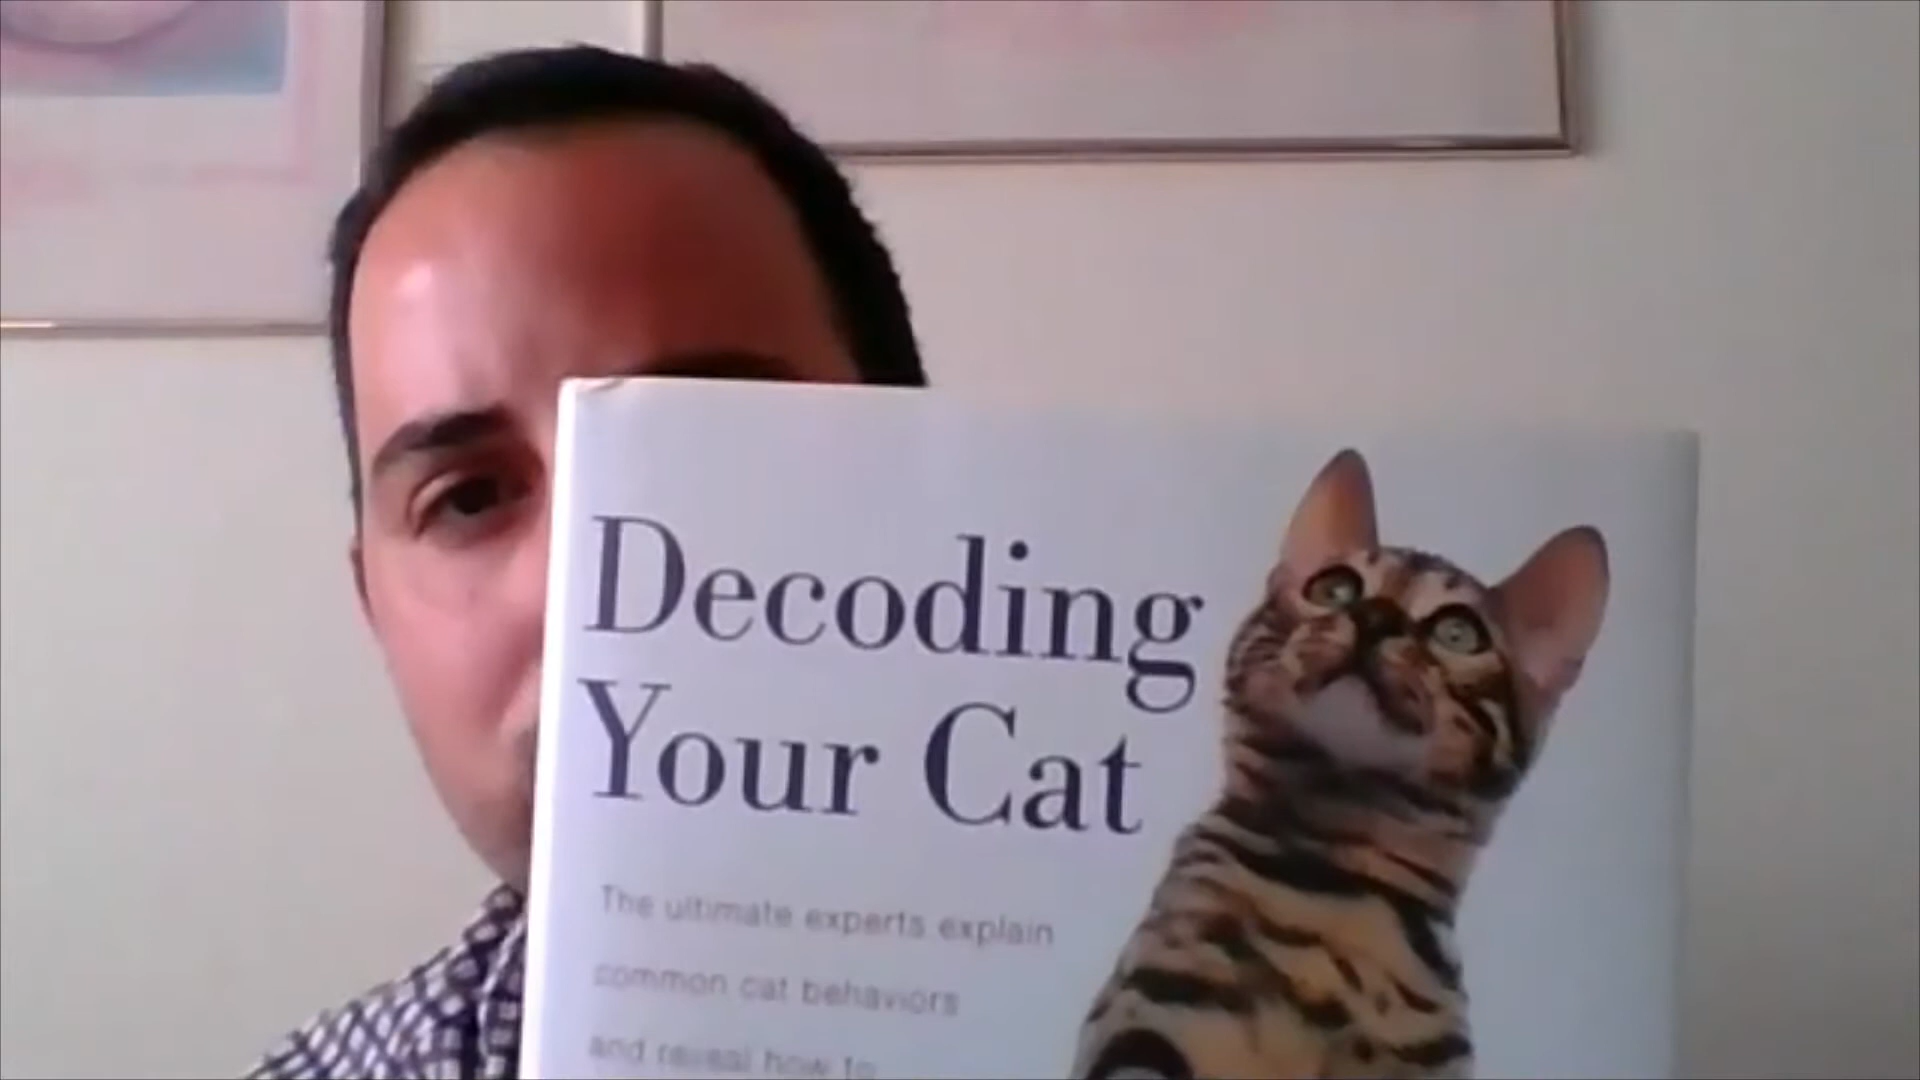 Decoding
Your Cat
The ultimate experts explain
common cat behaviors
and reveal how to